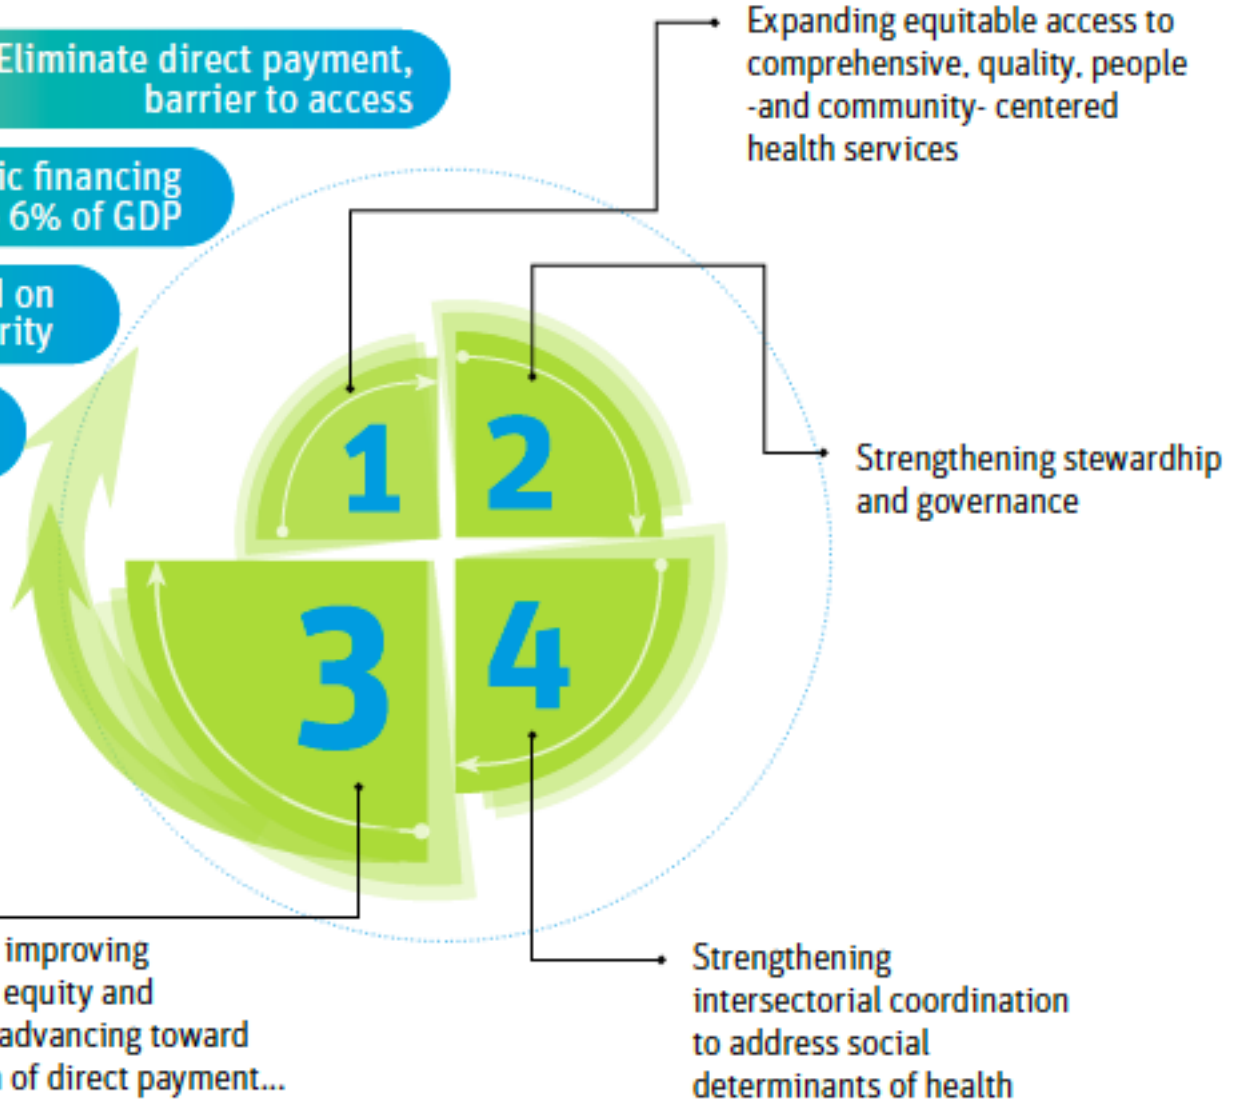 Eliminate direct payment,
barrier to access
ic financing
6% of GDP
on
rity
Expanding equitable access to
comprehensive, quality, people
-and community- centered
health services
1
2
3
4
Strengthening stewardhip
and governance
improving
equity and
advancing toward
of direct payment...
Strengthening
intersectorial coordination
to address social
determinants of health